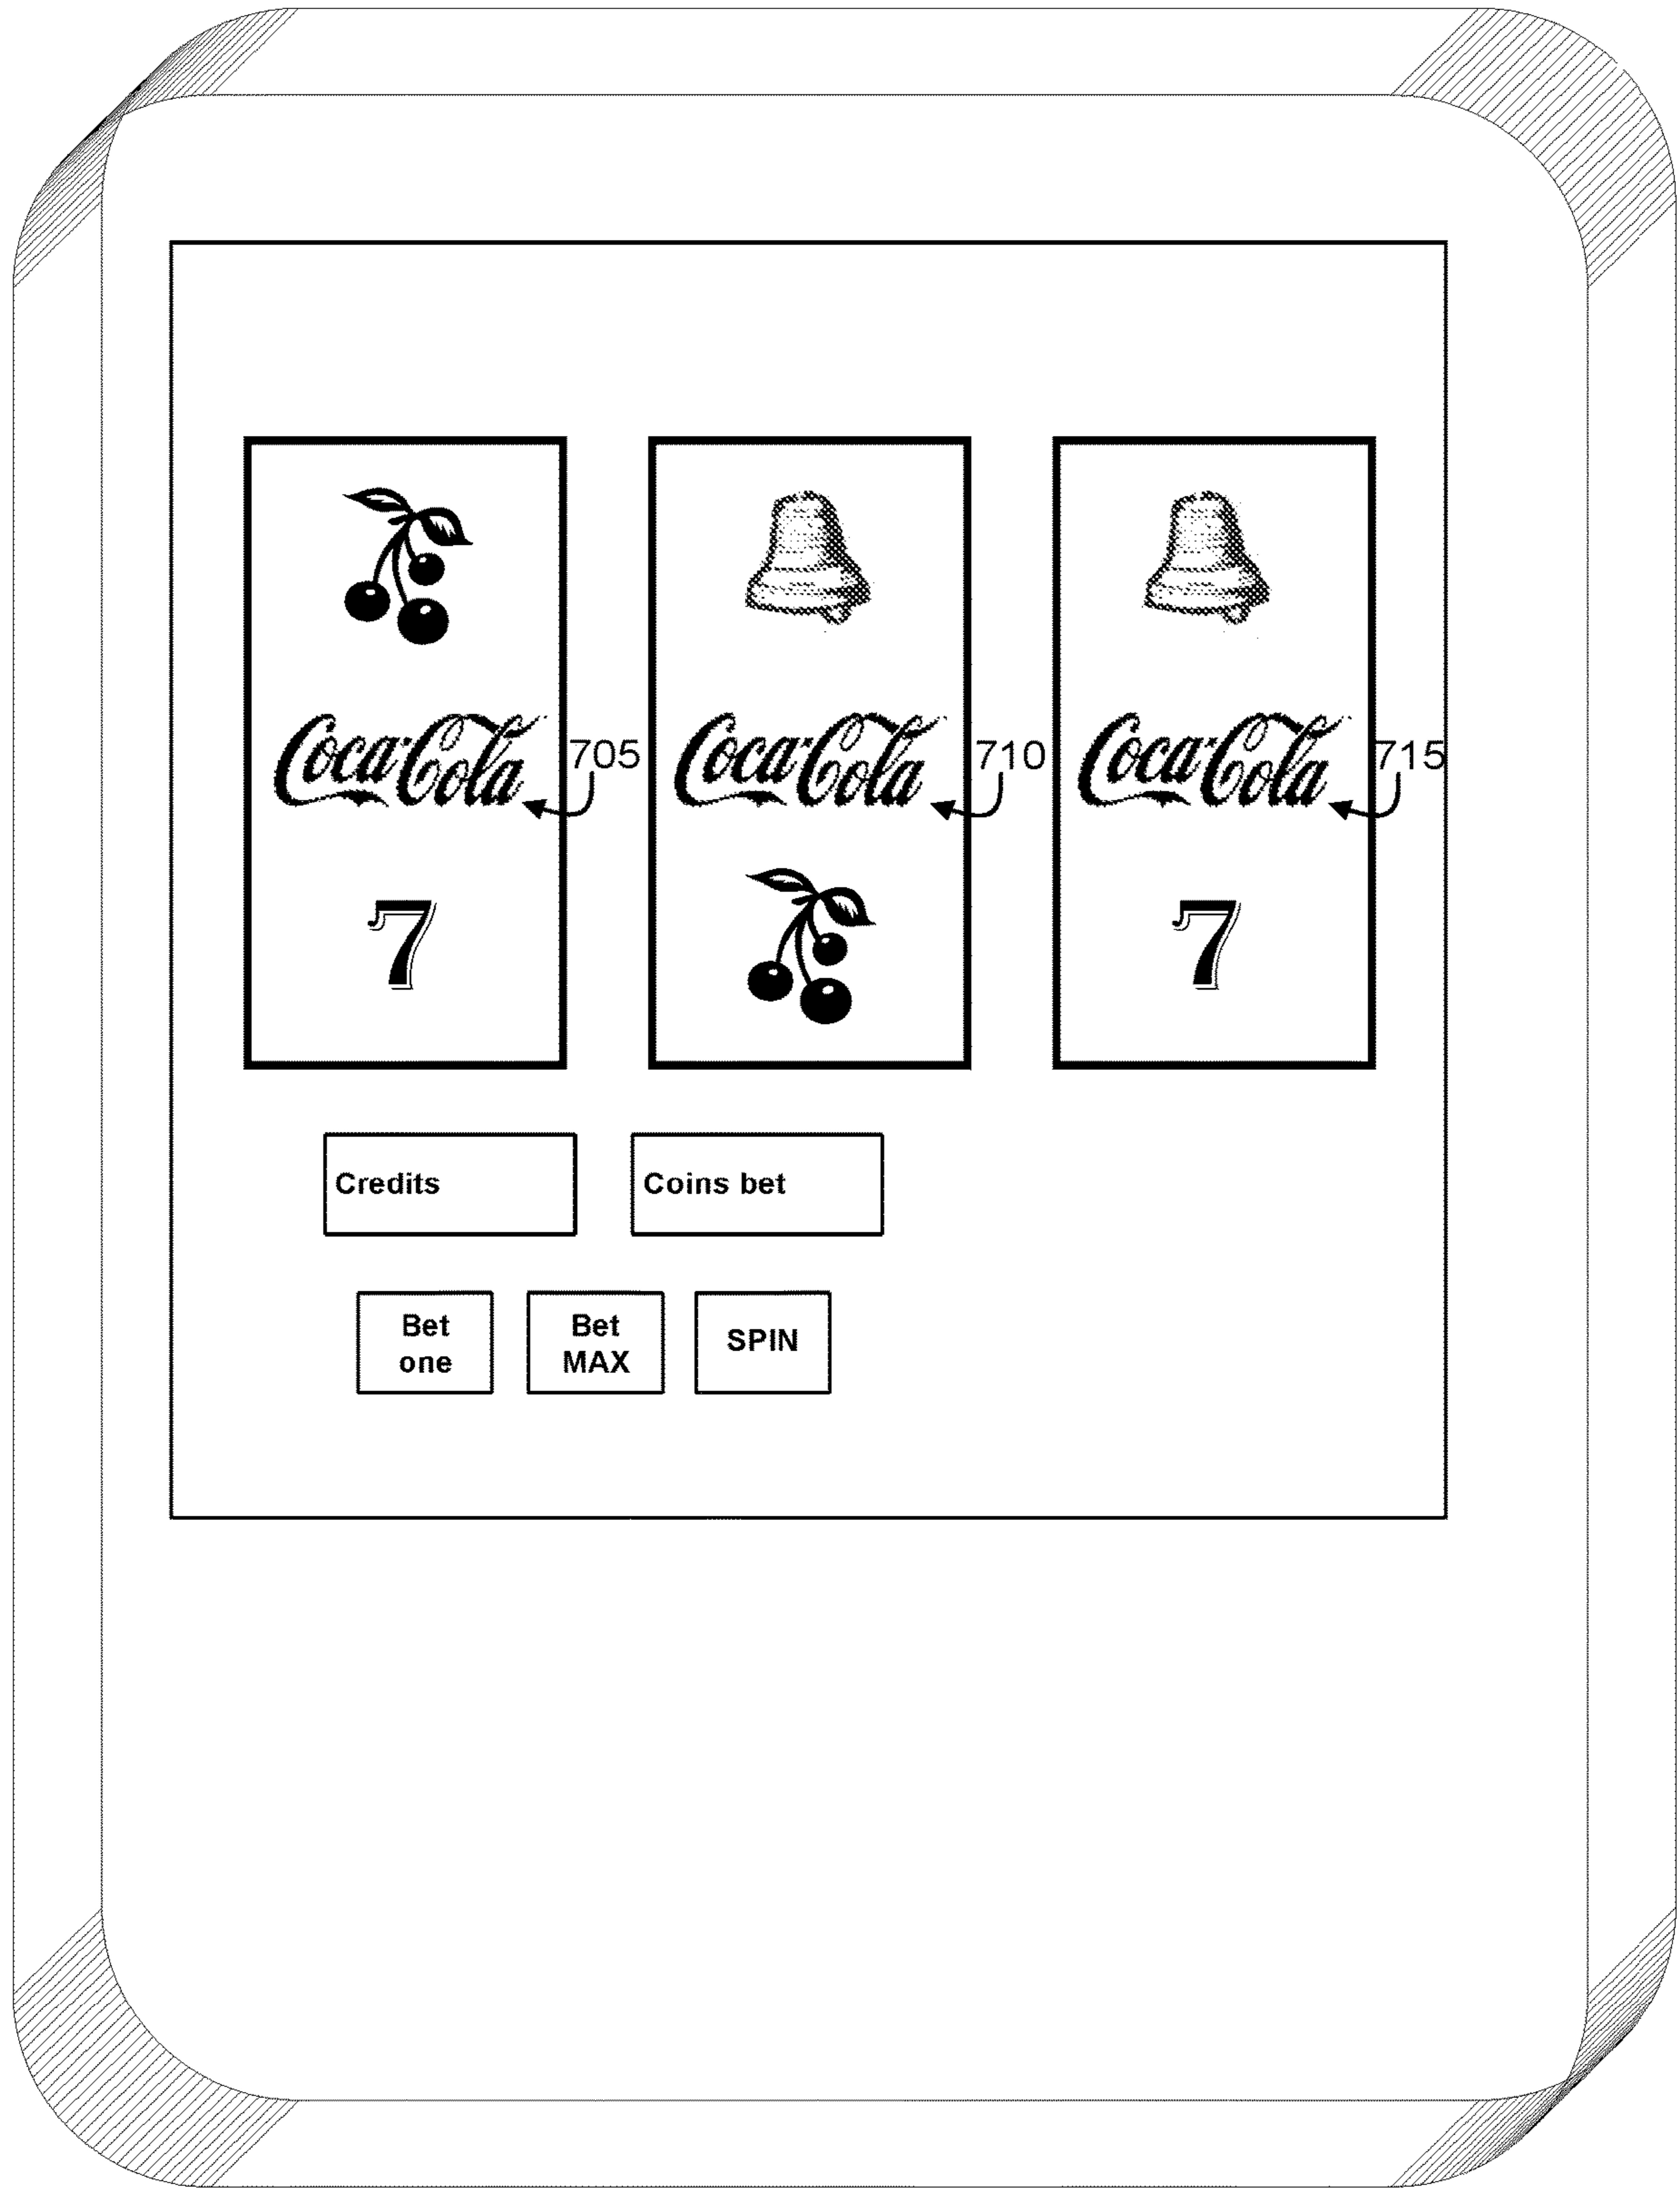 Coca-Cola 705 Coca-Cola 710 Coca-Cola 715
7 7
Credits Coins bet
Bet one Bet MAX SPIN